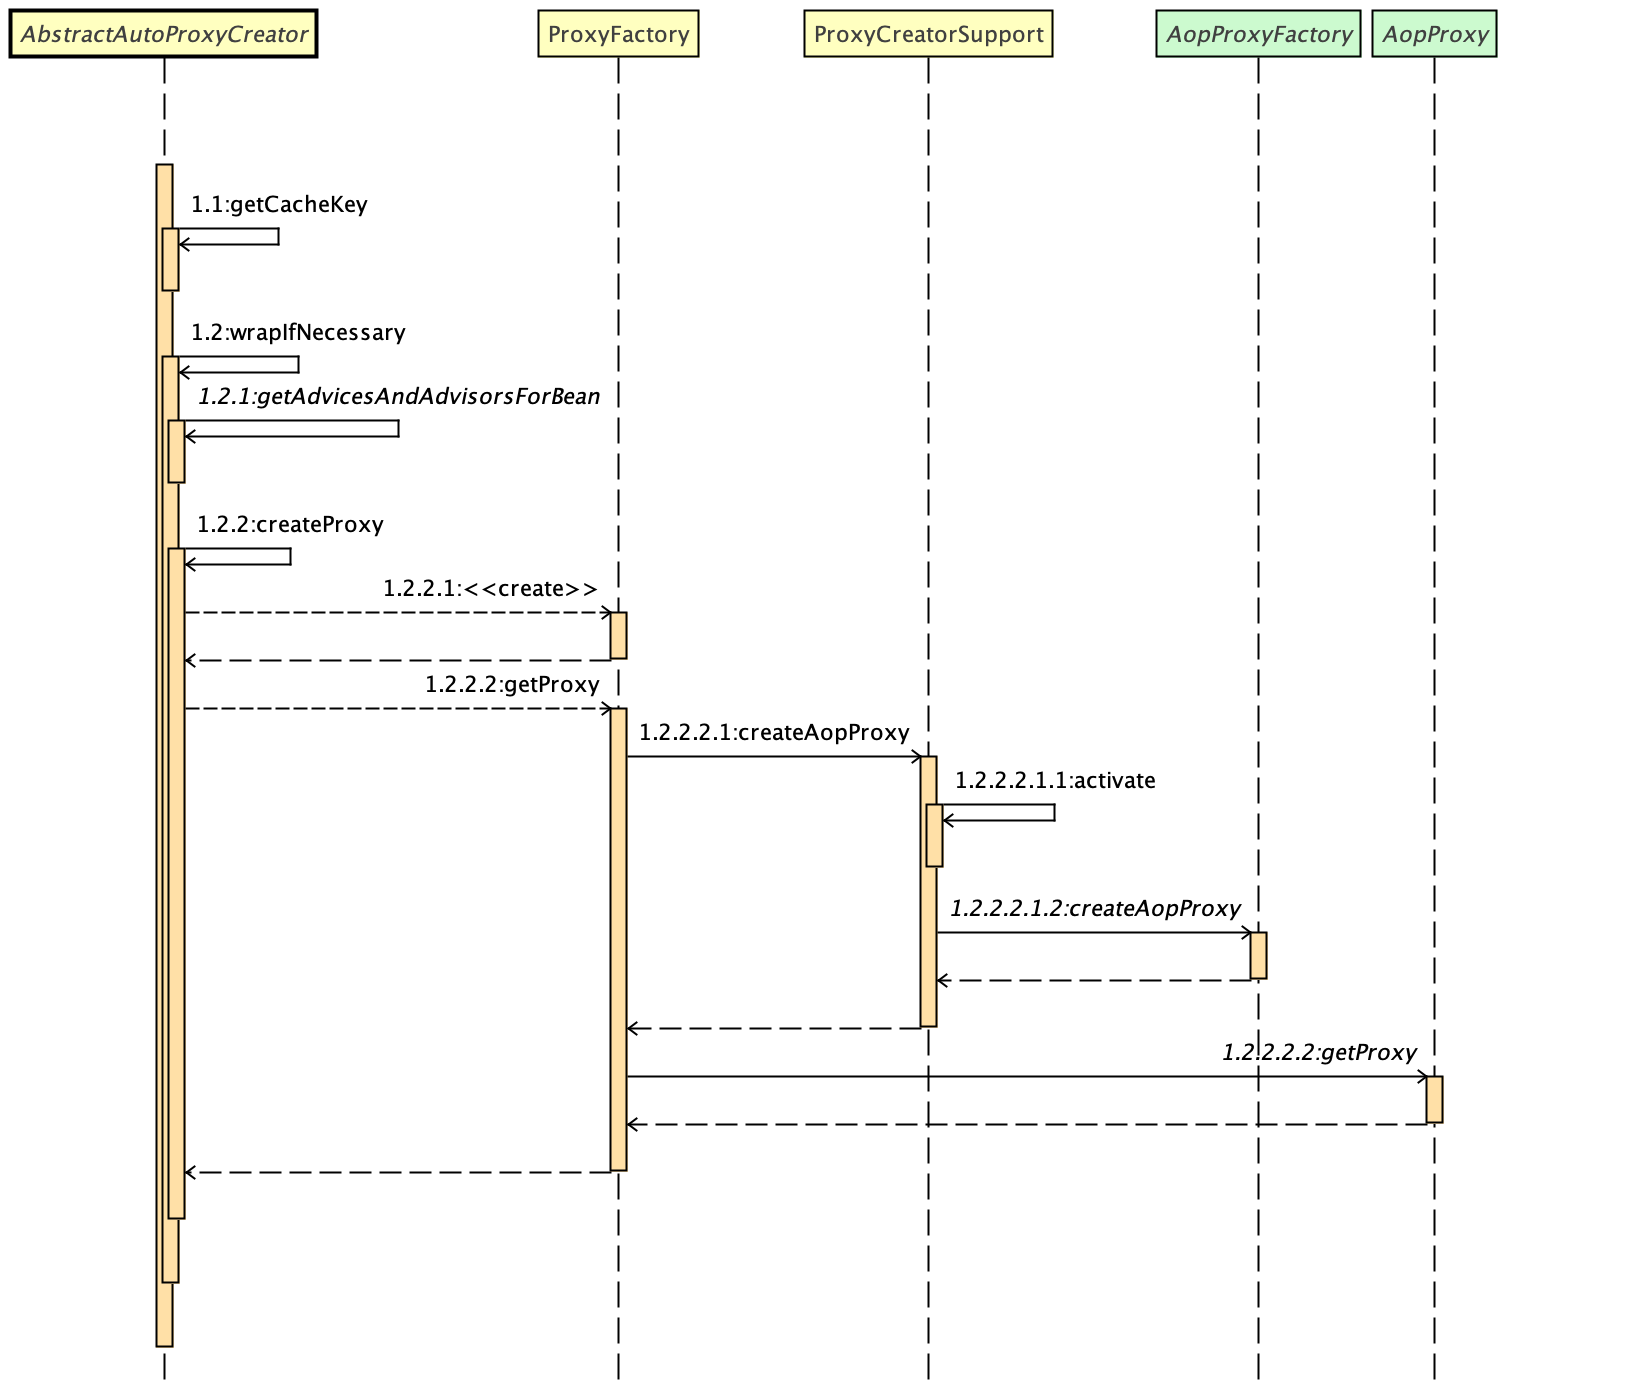 AbstractAutoProxyCreator
ProxyFactory
ProxyCreatorSupport
AopProxyFactory
AopProxy
1.1:getCacheKey
1.2:wrapIfNecessary
1.2.1:getAdvicesAndAdvisorsForBean
1.2.2:createProxy
1.2.2.1:<<create>>
1.2.2.2:getProxy
1.2.2.2.1:createAopProxy
1.2.2.2.1.1:activate
1.2.2.2.1.2:createAopProxy
1.2.2.2.2:getProxy